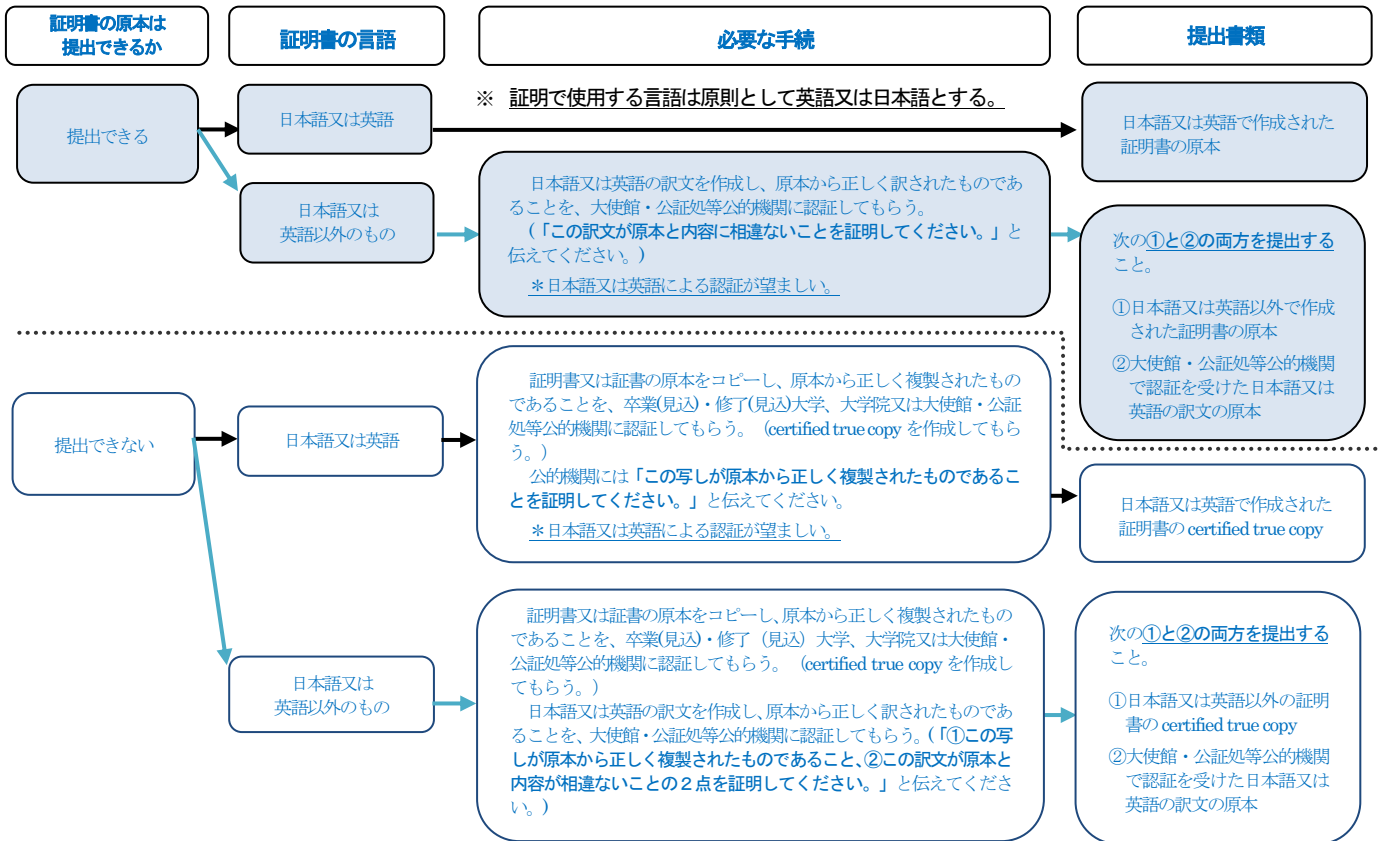 証明書の原本は
提出できるか
証明書の言語
必要な手続
提出書類
※ 証明で使用する言語は原則として英語又は日本語とする。
提出できる
日本語又は英語
日本語又は英語で作成された
証明書の原本
日本語又は
英語以外のもの
日本語又は英語の訳文を作成し、原本から正しく訳されたものであ
ることを、大使館・公証処等公的機関に認証してもらう。
(「この訳文が原本と内容に相違ないことを証明してください。」と
伝えてください。)
＊日本語又は英語による認証が望ましい。
次の①と②の両方を提出する
こと。
①日本語又は英語以外で作成
された証明書の原本
②大使館・公証処等公的機関
で認証を受けた日本語又は
英語の訳文の原本
提出できない
日本語又は英語
証明書又は証書の原本をコピーし、原本から正しく複製されたもの
であることを、卒業(見込)・修了(見込)大学、大学院又は大使館・公証
処等公的機関に認証してもらう。（certified true copy を作成してもら
う。）
公的機関には「この写しが原本から正しく複製されたものであるこ
とを証明してください。」と伝えてください。
＊日本語又は英語による認証が望ましい。
日本語又は英語で作成された
証明書の certified true copy
日本語又は
英語以外のもの
証明書又は証書の原本をコピーし、原本から正しく複製されたもの
であることを、卒業(見込)・修了（見込）大学、大学院又は大使館・
公証処等公的機関に認証してもらう。（certified true copy を作成し
てもらう。）
日本語又は英語の訳文を作成し、原本から正しく訳されたものであ
ることを、大使館・公証処等公的機関に認証してもらう。(「①この写
しが原本から正しく複製されたものであること、②この訳文が原本と
内容が相違ないことの２点を証明してください。」と伝えてくださ
い。)
次の①と②の両方を提出する
こと。
①日本語又は英語以外の証明
書の certified true copy
②大使館・公証処等公的機関
で認証を受けた日本語又は
英語の訳文の原本